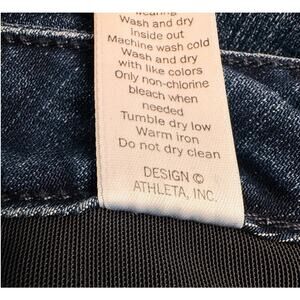 wearing
Wash and dry
inside out
Machine wash cold
Wash and dry
with like colors
Only non-chlorine
bleach when
needed
Tumble dry low
Warm iron
Do not dry clean
DESIGN ©
ATHLETA, INC.